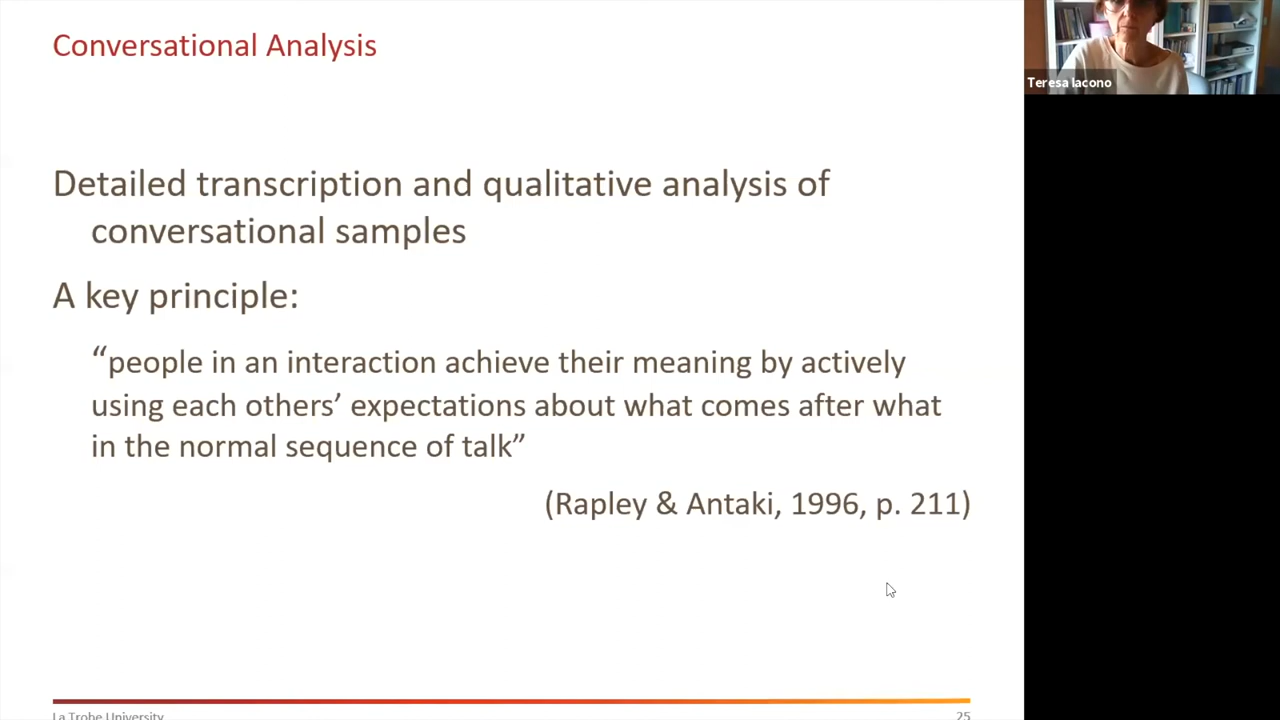 Conversational Analysis
Teresa Iacono
Detailed transcription and qualitative analysis of
conversational samples
A key principle:
“people in an interaction achieve their meaning by actively
using each others’ expectations about what comes after what
in the normal sequence of talk”
(Rapley & Antaki, 1996, p. 211)
La Trobe University
25